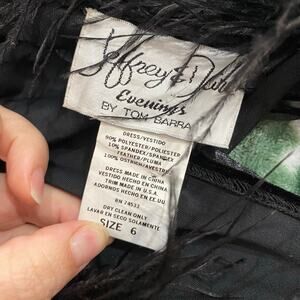 Jeffrey & Dara
Evenings
BY TOM BARRA
DRESS/VESTIDO
90% POLYESTER/POLIESTER
10% SPANDEX/SPANDEX
FEATHER/PLUMA
100% OSTRICH/AVESTRUZ
DRESS MADE IN CHINA
VESTIDO HECHO EN CHINA
TRIM MADE IN U.S.A.
ADORNOS HECHO EN EE.UU
RN 74533
DRY CLEAN ONLY
LAVAR EN SECO SOLAMENTE
SIZE 6